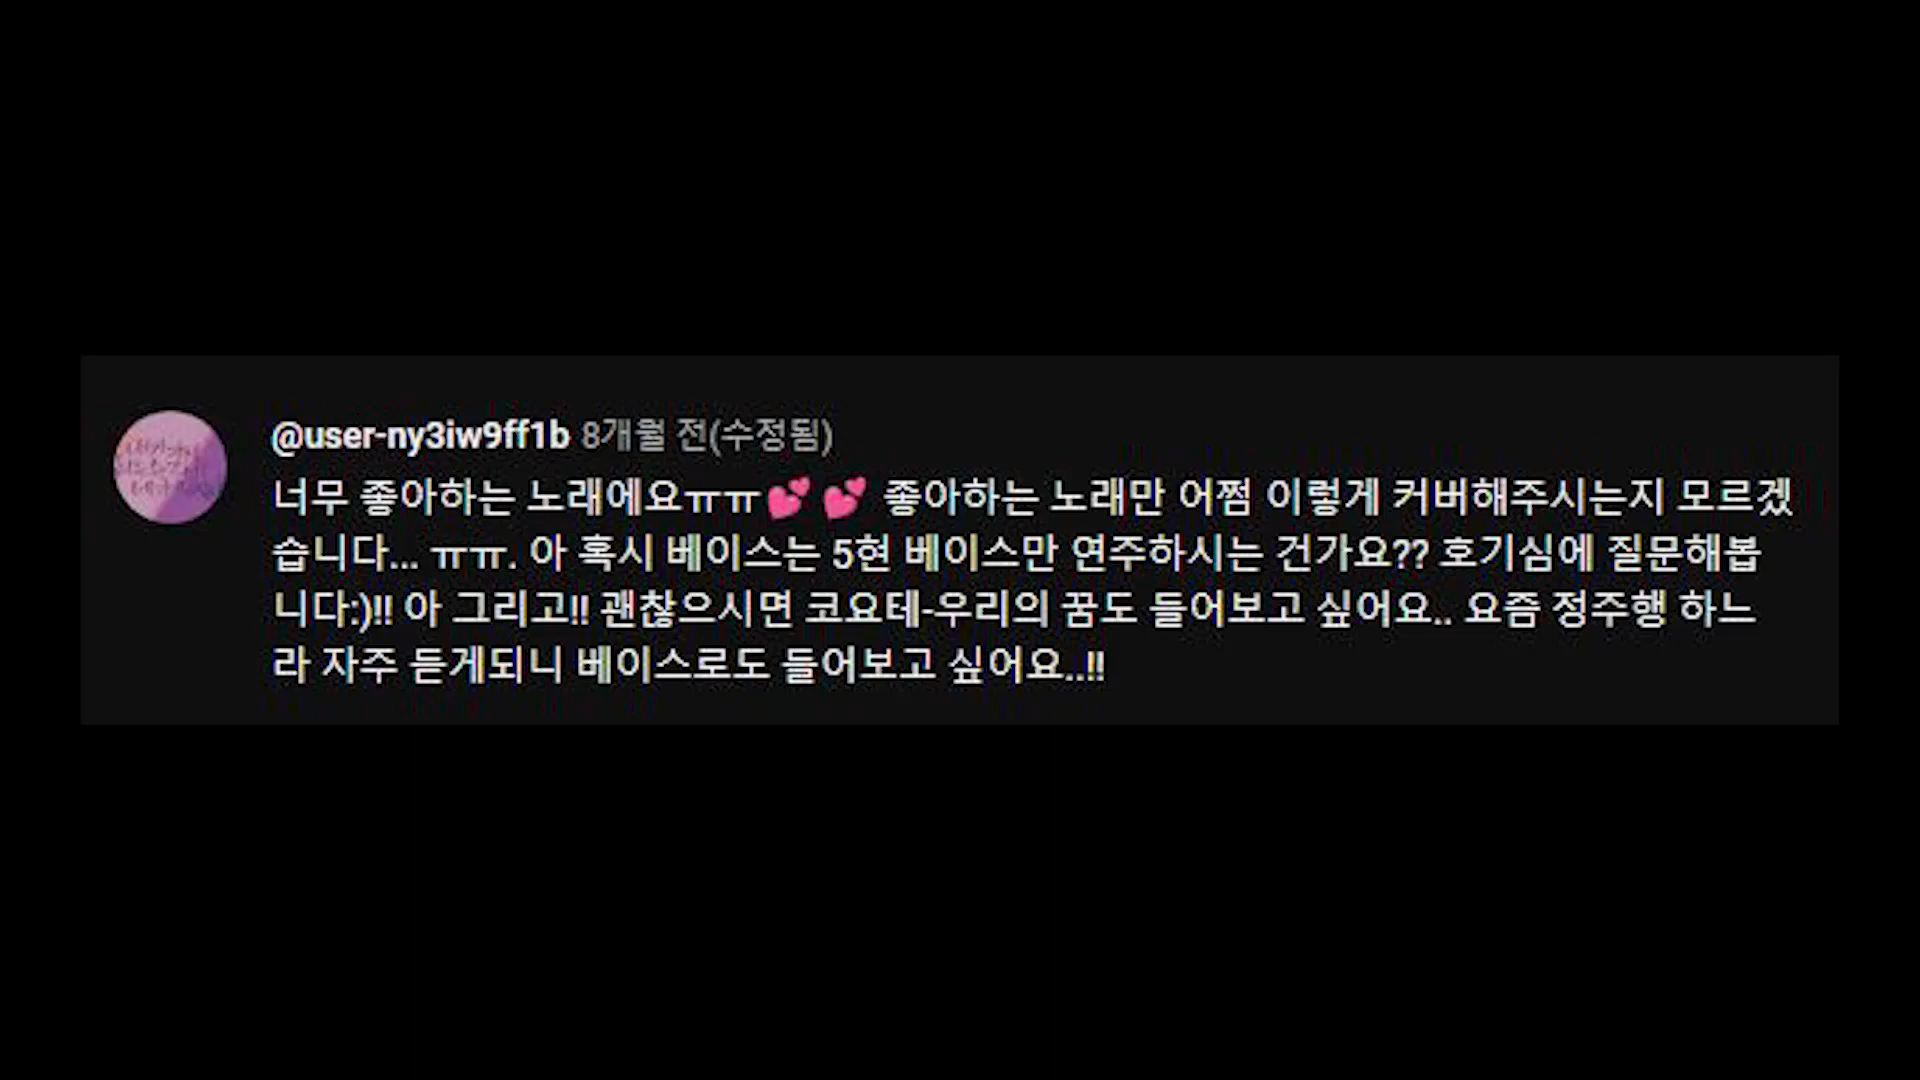 @user-ny3iw9ff1b 8개월 전(수정됨)
너무 좋아하는 노래에요ㅠㅠ💕💕 좋아하는 노래만 어쩜 이렇게 커버해주시는지 모르겠
습니다... ㅠㅠ. 아 혹시 베이스는 5현 베이스만 연주하시는 건가요?? 호기심에 질문해봅
니다:)!! 아 그리고!! 괜찮으시면 코요테-우리의 꿈도 들어보고 싶어요.. 요즘 정주행 하느
라 자주 듣게되니 베이스로도 들어보고 싶어요..!!